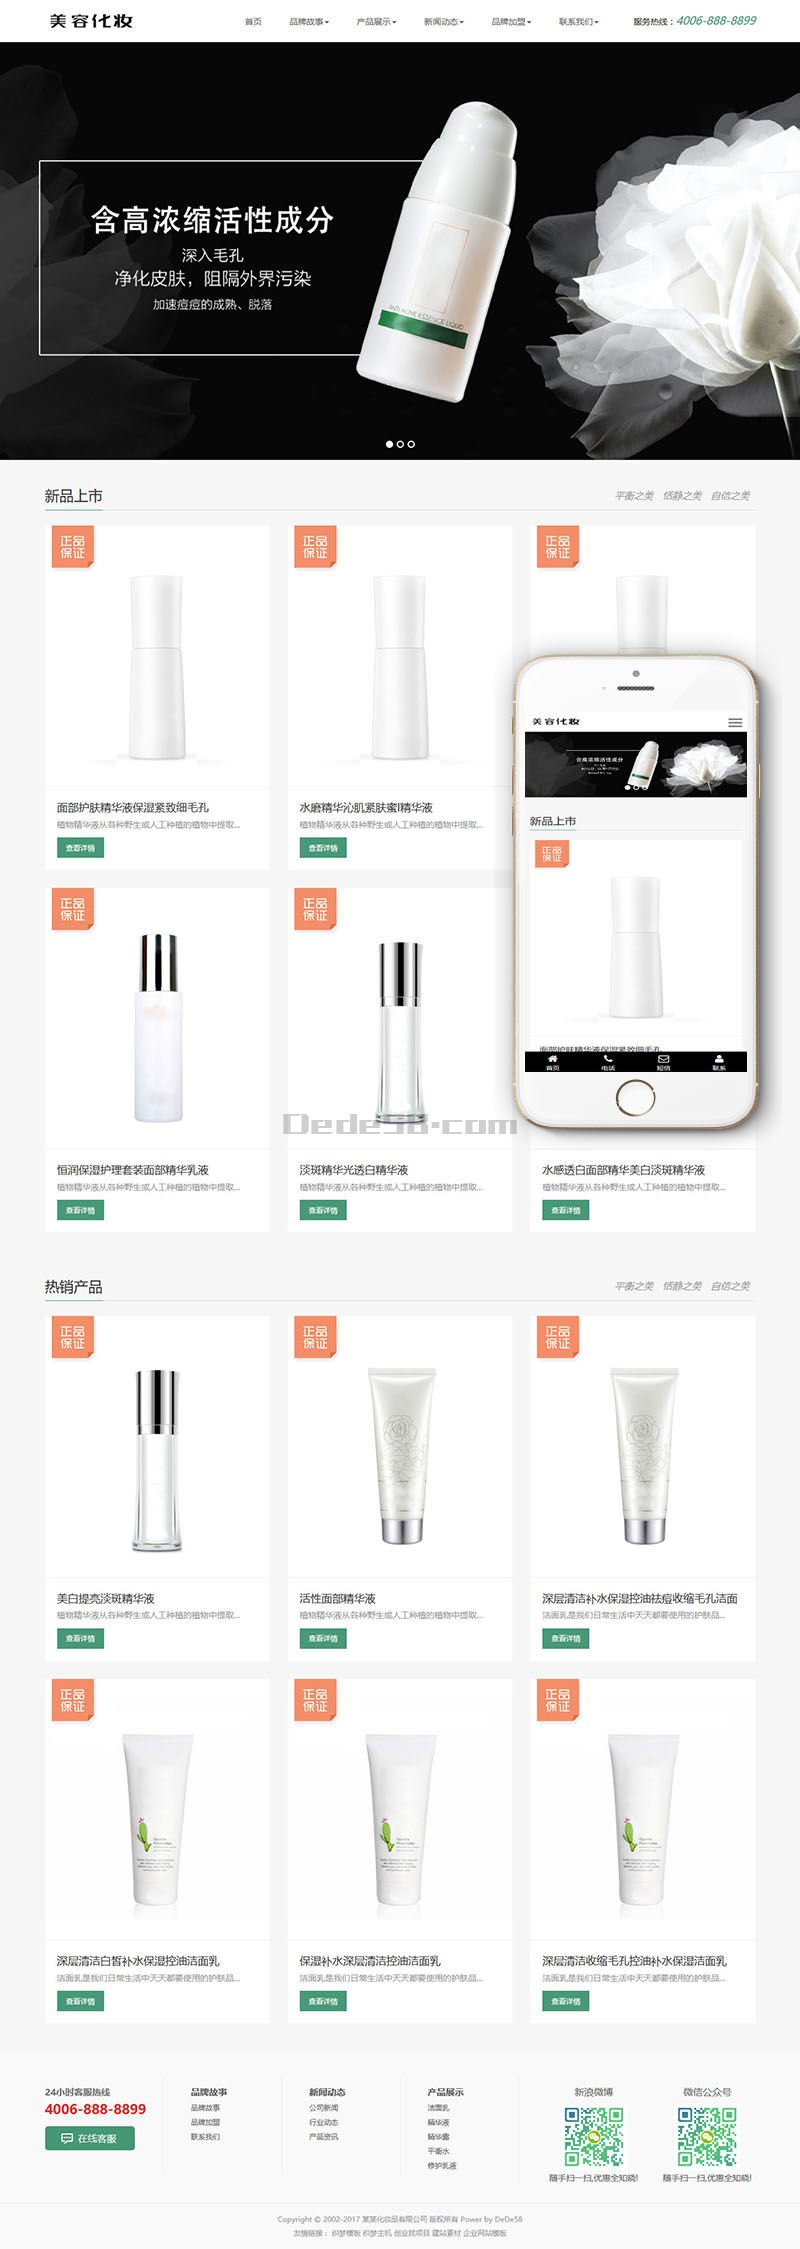 美容化妆
首页 品牌故事 产品展示 新闻动态 品牌加盟 联系我们 服务热线：4006-888-8899
含高浓缩活性成分
深入毛孔
净化皮肤，阻隔外界污染
加速痘痘的成熟、脱落
ANTI ACNE ESSENCE LIQUID
新品上市 平衡之美 恬静之美 自信之美
正品保证 正品保证 正品保证
面部护肤精华液保湿紧致细毛孔
植物精华液从各种野生或人工种植的植物中提取...
查看详情
水磨精华沁肌紧肤蜜l精华液
植物精华液从各种野生或人工种植的植物中提取...
查看详情
美容化妆
含高浓缩活性成分
新品上市
正品保证
面部护肤精华液保湿紧致细毛孔
首页 电话 短信 联系
正品保证 正品保证
Dede58.com
恒润保湿护理套装面部精华乳液
植物精华液从各种野生或人工种植的植物中提取...
查看详情
淡斑精华光透白精华液
植物精华液从各种野生或人工种植的植物中提取...
查看详情
水感透白面部精华美白淡斑精华液
植物精华液从各种野生或人工种植的植物中提取...
查看详情
热销产品 平衡之美 恬静之美 自信之美
正品保证 正品保证 正品保证
美白提亮淡斑精华液
植物精华液从各种野生或人工种植的植物中提取...
查看详情
活性面部精华液
植物精华液从各种野生或人工种植的植物中提取...
查看详情
深层清洁补水保湿控油祛痘收缩毛孔洁面
洁面乳是我们日常生活中天天都要使用的护肤品...
查看详情
正品保证 正品保证 正品保证
深层清洁白皙补水保湿控油洁面乳
洁面乳是我们日常生活中天天都要使用的护肤品...
查看详情
保湿补水深层清洁控油洁面乳
洁面乳是我们日常生活中天天都要使用的护肤品...
查看详情
深层清洁收缩毛孔控油补水保湿洁面乳
洁面乳是我们日常生活中天天都要使用的护肤品...
查看详情
24小时客服热线
4006-888-8899
在线客服
品牌故事
品牌故事
品牌加盟
联系我们
新闻动态
公司新闻
行业动态
产品资讯
产品展示
洁面乳
精华液
精华露
平衡水
修护乳液
新浪微博
随手扫一扫,优惠全知晓!
微信公众号
随手扫一扫,优惠全知晓!
Copyright © 2002-2017 某某化妆品有限公司 版权所有 Power by DeDe58
友情链接： 织梦模板 织梦主机 创业找项目 建站素材 企业网站模板